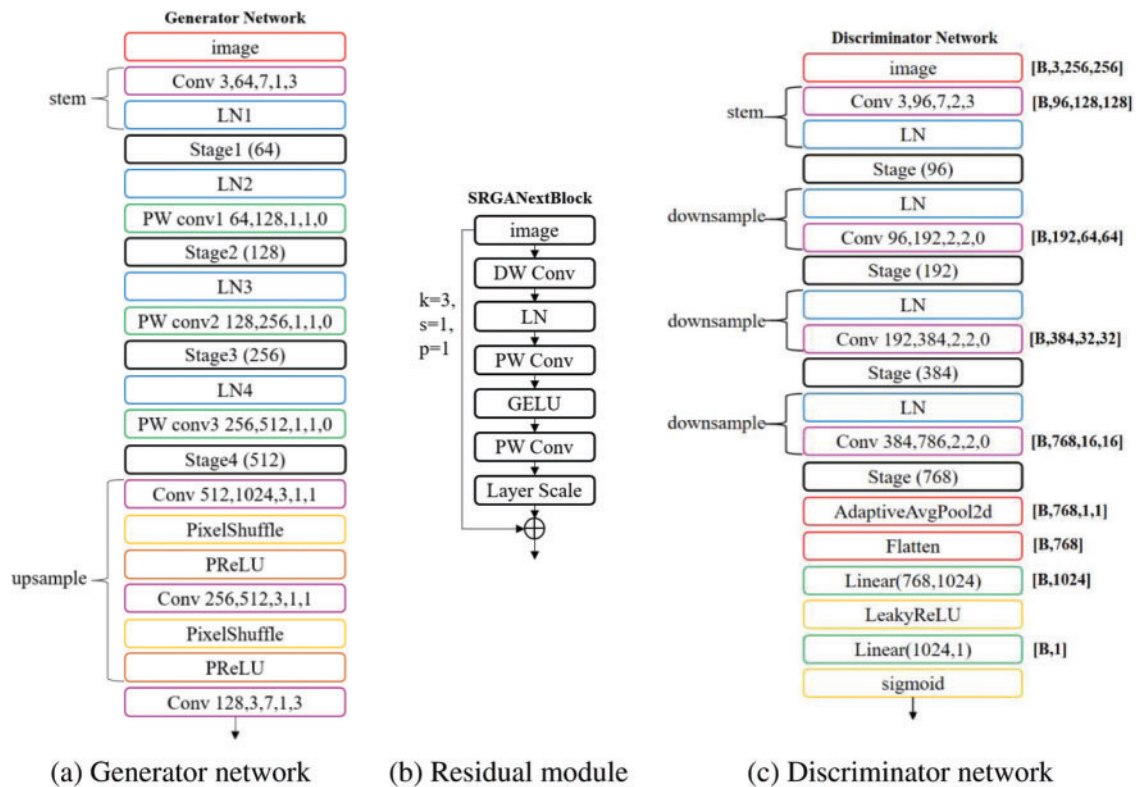 Generator Network
image
stem
Conv 3,64,7,1,3
LN1
Stage1 (64)
LN2
PW conv1 64,128,1,1,0
Stage2 (128)
LN3
PW conv2 128,256,1,1,0
Stage3 (256)
LN4
PW conv3 256,512,1,1,0
Stage4 (512)
upsample
Conv 512,1024,3,1,1
PixelShuffle
PReLU
Conv 256,512,3,1,1
PixelShuffle
PReLU
Conv 128,3,7,1,3
(a) Generator network
SRGANextBlock
image
k=3,
s=1,
p=1
DW Conv
LN
PW Conv
GELU
PW Conv
Layer Scale
(b) Residual module
Discriminator Network
image [B,3,256,256]
stem
Conv 3,96,7,2,3 [B,96,128,128]
LN
Stage (96)
downsample
LN
Conv 96,192,2,2,0 [B,192,64,64]
Stage (192)
downsample
LN
Conv 192,384,2,2,0 [B,384,32,32]
Stage (384)
downsample
LN
Conv 384,786,2,2,0 [B,768,16,16]
Stage (768)
AdaptiveAvgPool2d [B,768,1,1]
Flatten [B,768]
Linear(768,1024) [B,1024]
LeakyReLU
Linear(1024,1) [B,1]
sigmoid
(c) Discriminator network